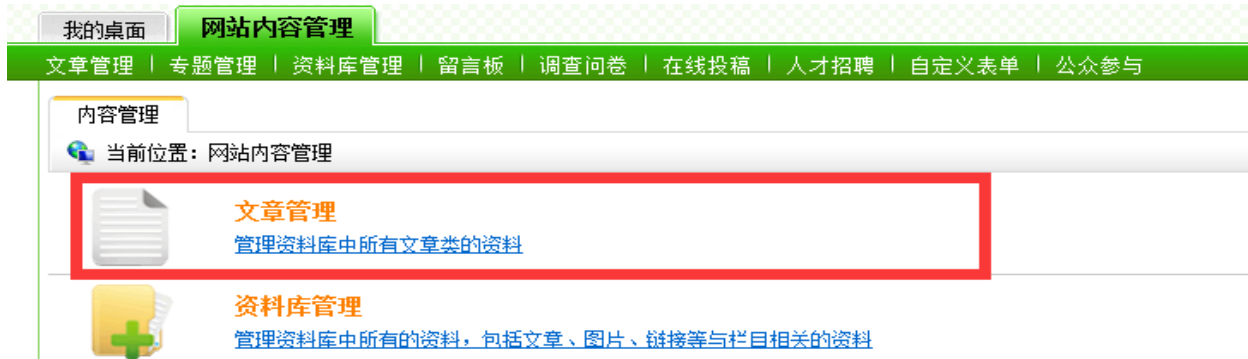 我的桌面 网站内容管理
文章管理 | 专题管理 | 资料库管理 | 留言板 | 调查问卷 | 在线投稿 | 人才招聘 | 自定义表单 | 公众参与
内容管理
当前位置：网站内容管理
文章管理
管理资料库中所有文章类的资料
资料库管理
管理资料库中所有的资料，包括文章、图片、链接等与栏目相关的资料